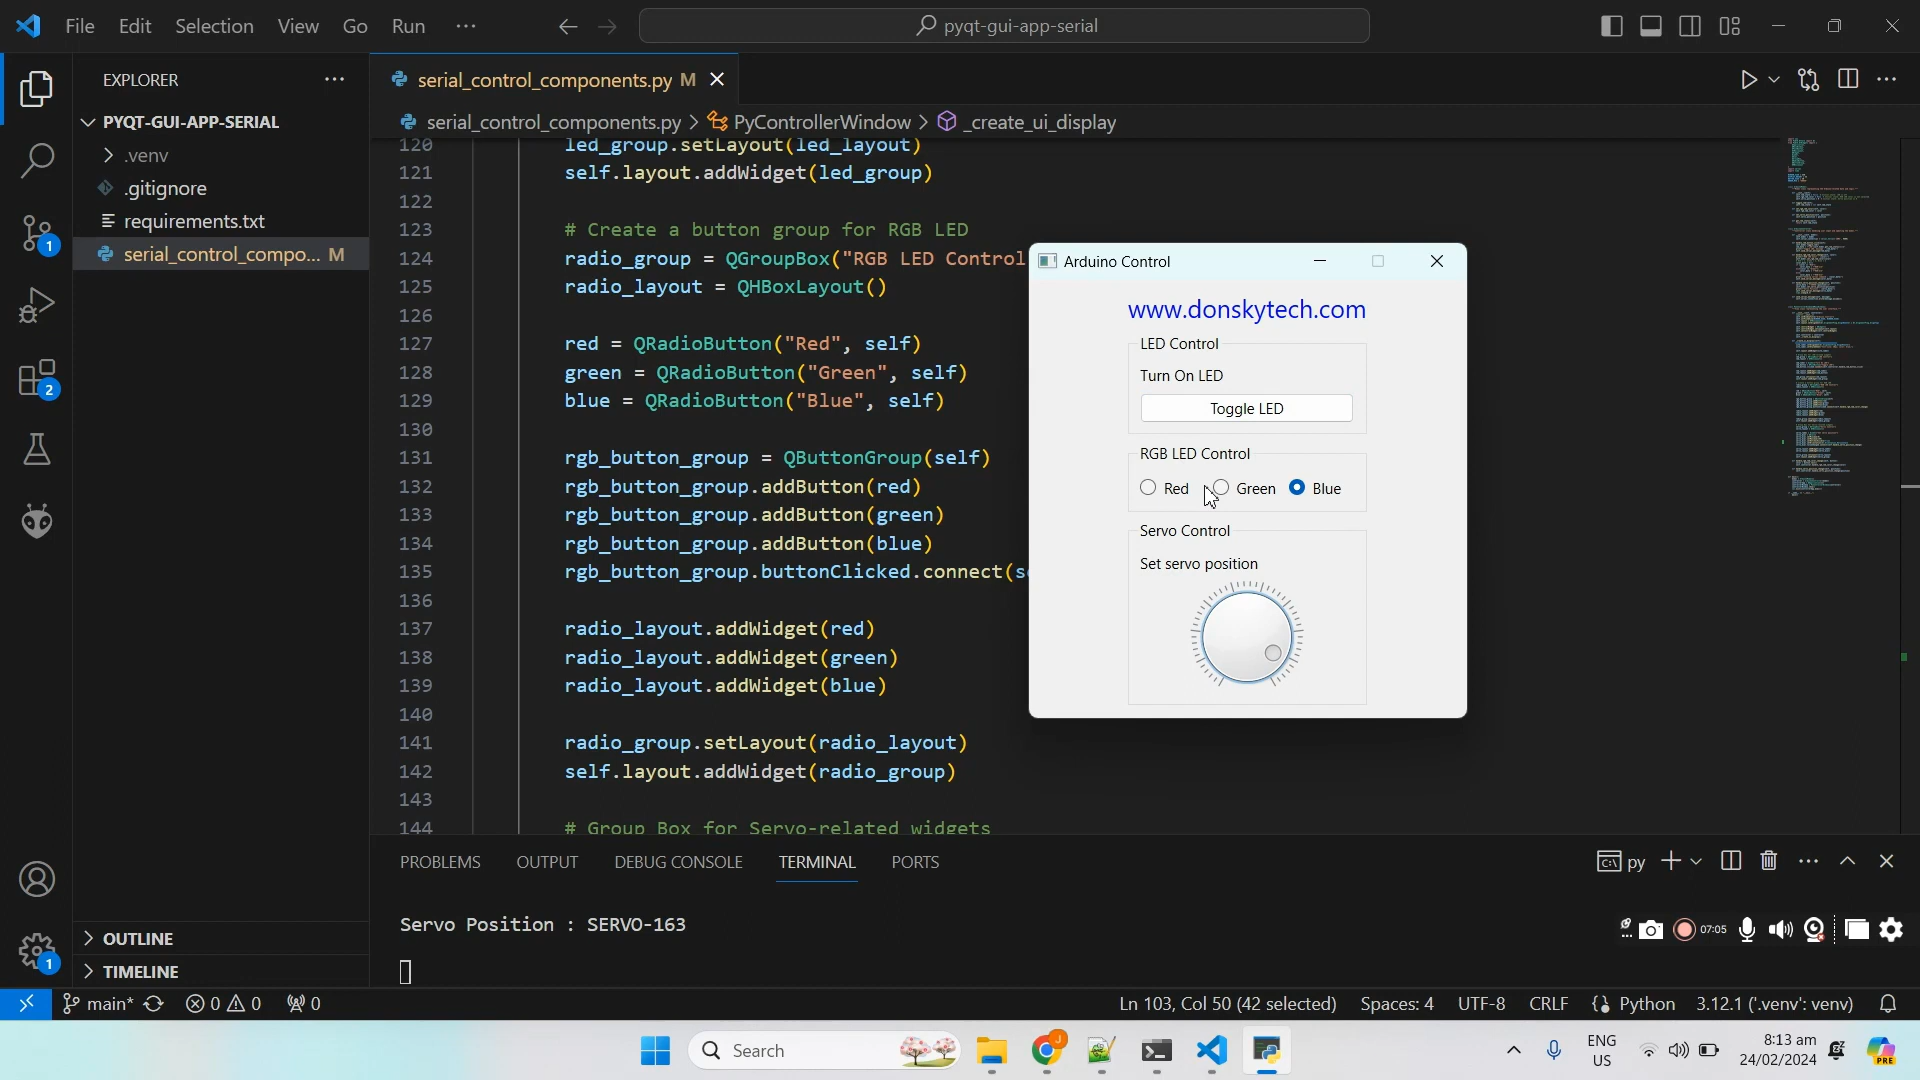 File Edit Selection View Go Run ···
pyqt-gui-app-serial
EXPLORER ···
PYQT-GUI-APP-SERIAL
.venv
.gitignore
requirements.txt
serial_control_compo... M
OUTLINE
TIMELINE
1
2
1
serial_control_components.py M
serial_control_components.py > PyControllerWindow > _create_ui_display
120 led_group.setLayout(led_layout)
121 self.layout.addWidget(led_group)
122
123 # Create a button group for RGB LED
124 radio_group = QGroupBox("RGB LED Control
125 radio_layout = QHBoxLayout()
126
127 red = QRadioButton("Red", self)
128 green = QRadioButton("Green", self)
129 blue = QRadioButton("Blue", self)
130
131 rgb_button_group = QButtonGroup(self)
132 rgb_button_group.addButton(red)
133 rgb_button_group.addButton(green)
134 rgb_button_group.addButton(blue)
135 rgb_button_group.buttonClicked.connect(s
136
137 radio_layout.addWidget(red)
138 radio_layout.addWidget(green)
139 radio_layout.addWidget(blue)
140
141 radio_group.setLayout(radio_layout)
142 self.layout.addWidget(radio_group)
143
144 # Group Box for Servo-related widgets
Arduino Control
www.donskytech.com
LED Control
Turn On LED
Toggle LED
RGB LED Control
Red Green Blue
Servo Control
Set servo position
PROBLEMS OUTPUT DEBUG CONSOLE TERMINAL PORTS
py
Servo Position : SERVO-163
07:05
main* 0 0 0
Ln 103, Col 50 (42 selected) Spaces: 4 UTF-8 CRLF Python 3.12.1 ('.venv': venv)
Search
J
ENG
US
8:13 am
24/02/2024
PRE